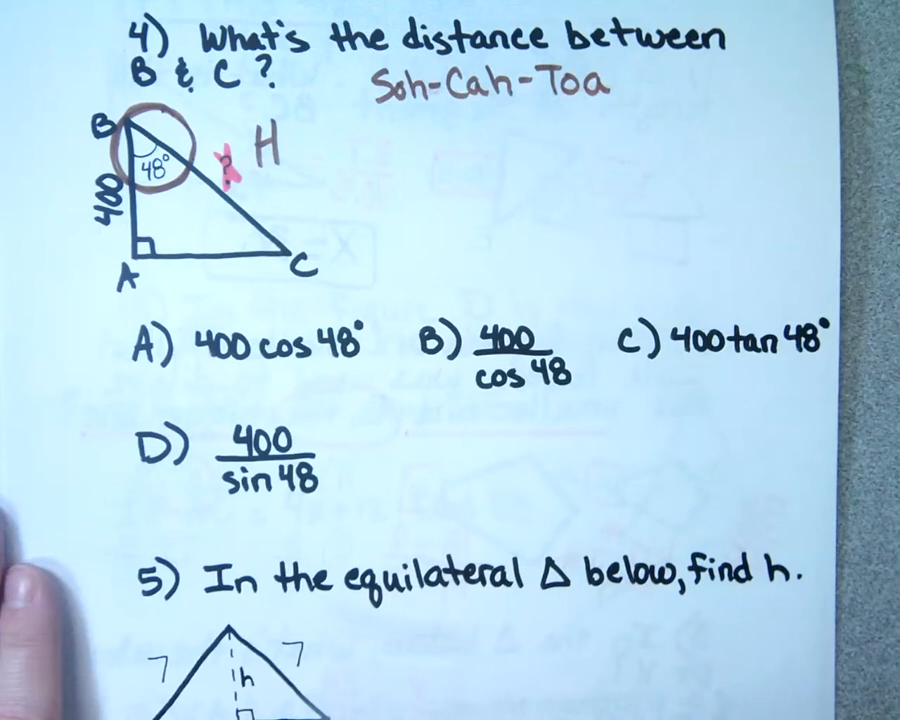 4) What's the distance between
B & C?
Soh-Cah-Toa
B
H
48°
?
400
A
C
A) 400 cos 48° B) 400/cos 48 C) 400 tan 48°
D) 400/sin 48
5) In the equilateral Δ below, find h.
7 7
h